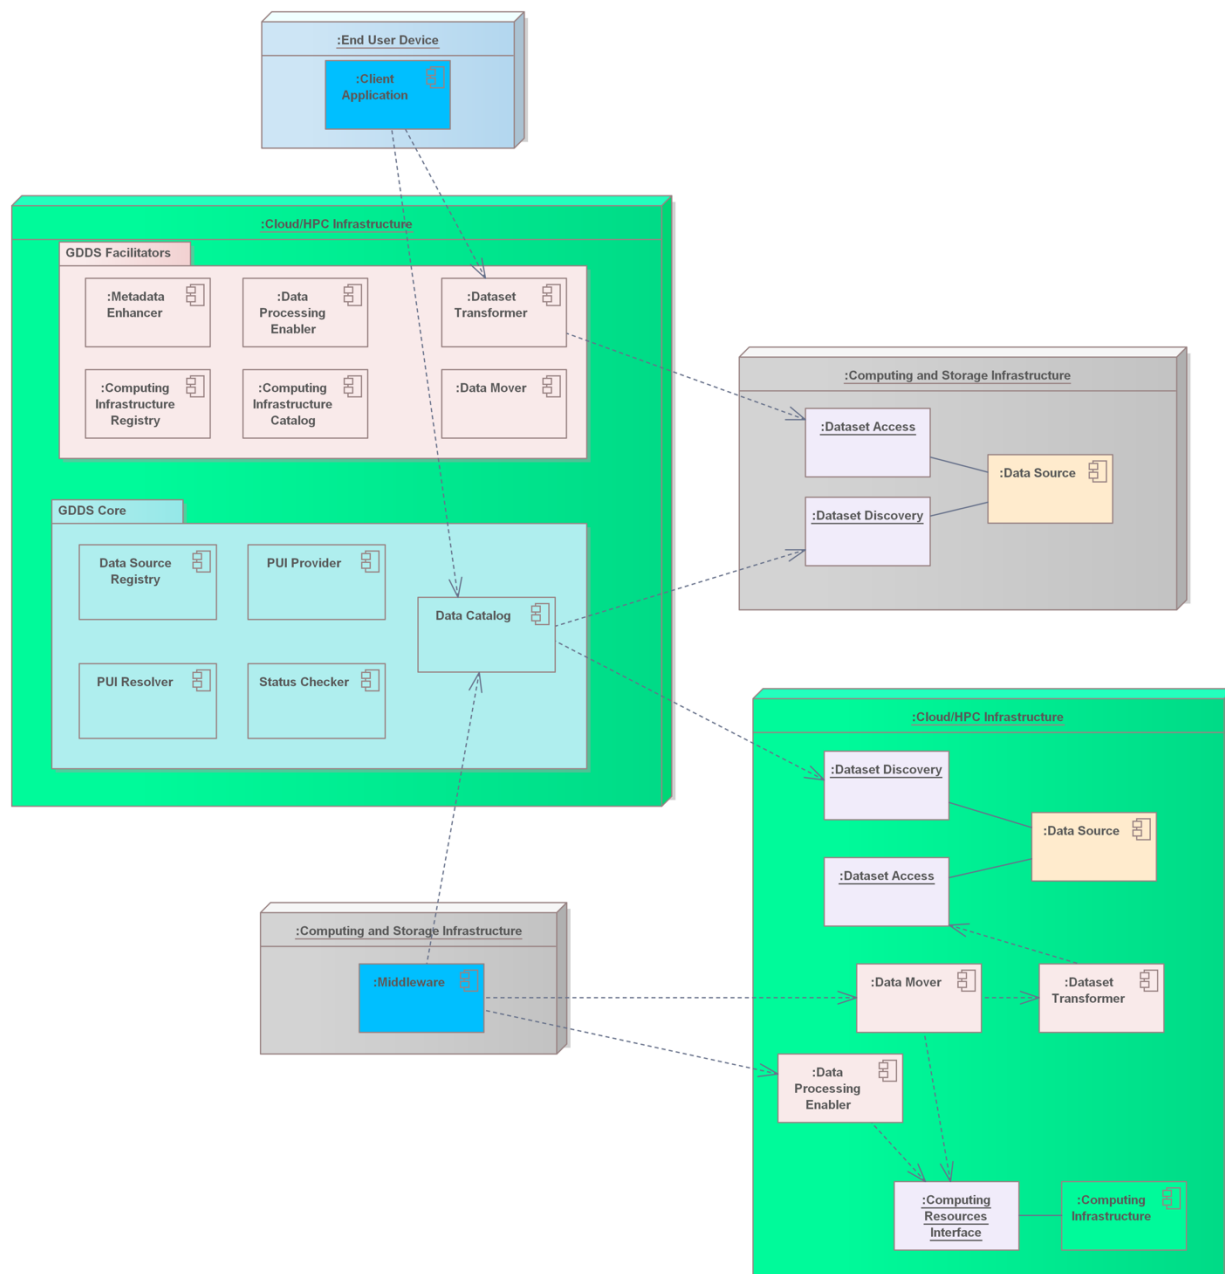 :End User Device
:Client
Application
:Cloud/HPC Infrastructure
GDDS Facilitators
:Metadata
Enhancer
:Data
Processing
Enabler
:Dataset
Transformer
:Computing
Infrastructure
Registry
:Computing
Infrastructure
Catalog
:Data Mover
:Computing and Storage Infrastructure
:Dataset Access
:Data Source
:Dataset Discovery
GDDS Core
Data Source
Registry
PUI Provider
Data Catalog
PUI Resolver
Status Checker
:Cloud/HPC Infrastructure
:Dataset Discovery
:Data Source
:Dataset Access
:Computing and Storage Infrastructure
:Middleware
:Data Mover
:Dataset
Transformer
:Data
Processing
Enabler
:Computing
Resources
Interface
:Computing
Infrastructure